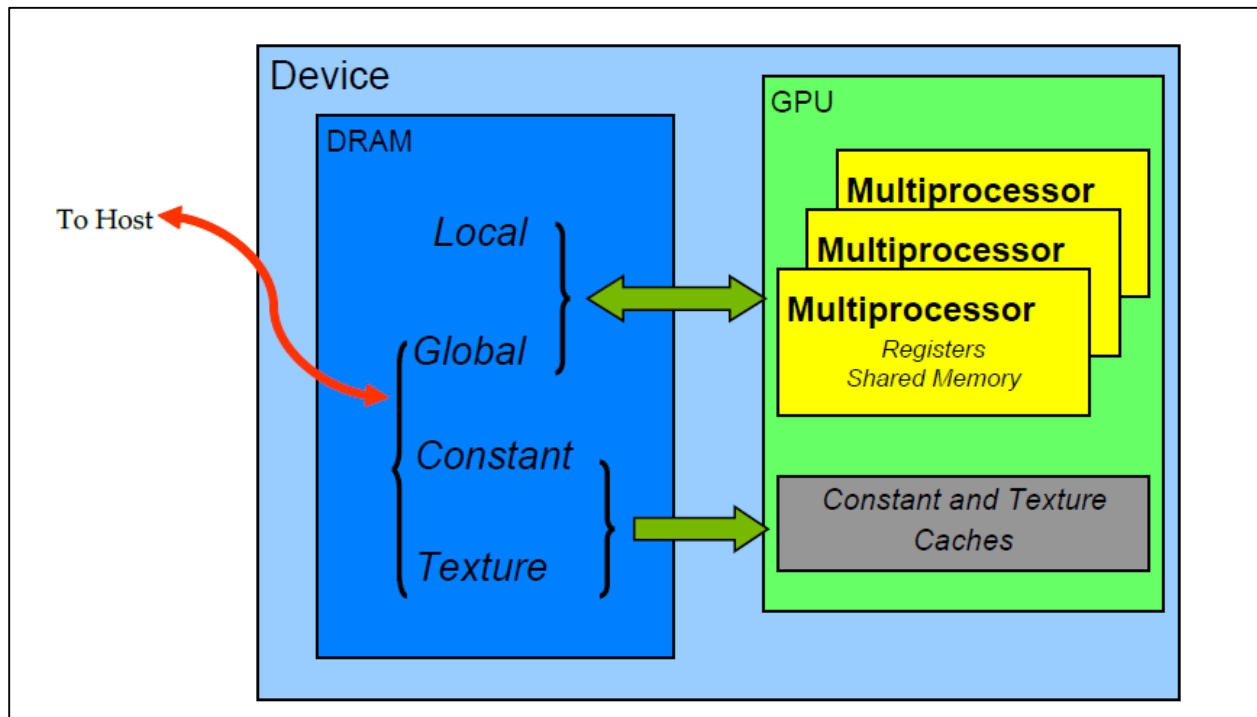 Device
GPU
DRAM
Multiprocessor
To Host
Local
Multiprocessor
Multiprocessor
Global
Registers
Shared Memory
Constant
Constant and Texture
Caches
Texture